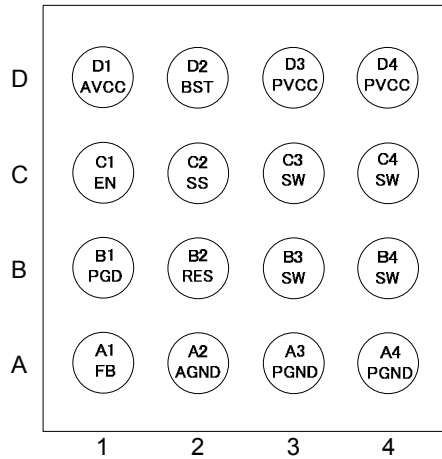 D
D1 D2 D3 D4
AVCC BST PVCC PVCC
C
C1 C2 C3 C4
EN SS SW SW
B
B1 B2 B3 B4
PGD RES SW SW
A
A1 A2 A3 A4
FB AGND PGND PGND
1 2 3 4